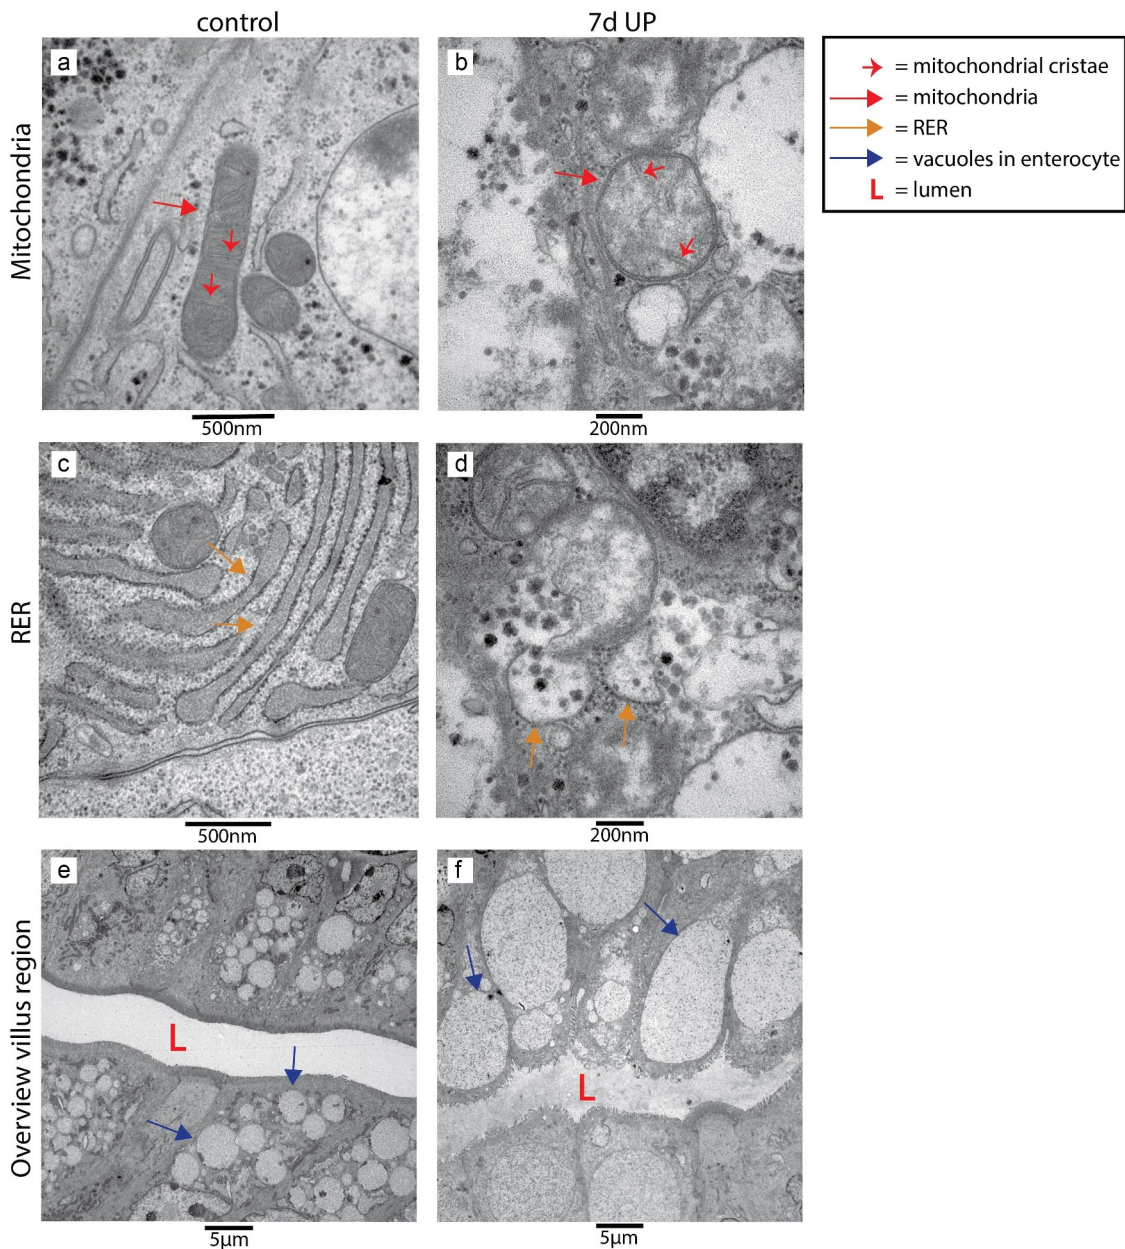 control
7d UP
Mitochondria
a
b
= mitochondrial cristae
= mitochondria
= RER
= vacuoles in enterocyte
L = lumen
500nm
200nm
RER
c
d
500nm
200nm
Overview villus region
e
f
L
L
5µm
5µm